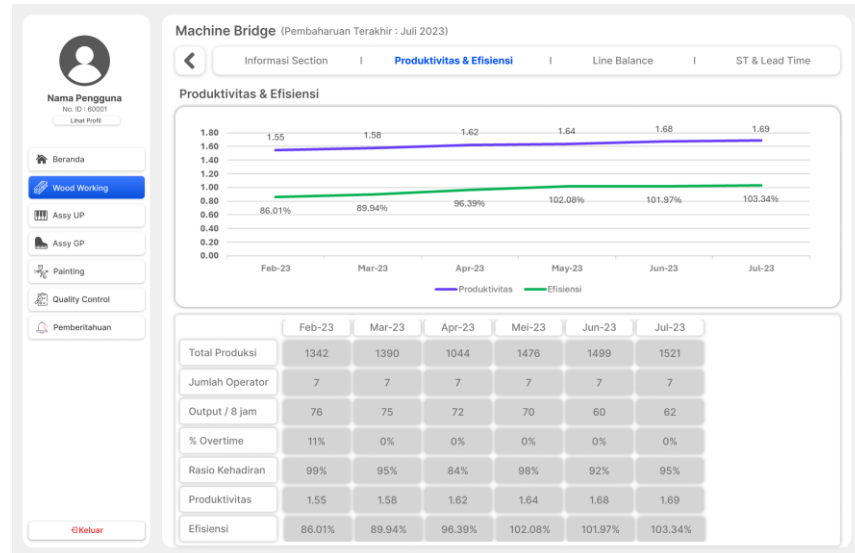 Machine Bridge (Pembaharuan Terakhir : Juli 2023)
Informasi Section | Produktivitas & Efisiensi | Line Balance | ST & Lead Time
Nama Pengguna
No. ID : 60001
Lihat Profil
Beranda
Wood Working
Assy UP
Assy GP
Painting
Quality Control
Pemberitahuan
Keluar
Produktivitas & Efisiensi
1.80
1.60
1.40
1.20
1.00
0.80
0.60
0.40
0.20
0.00
1.55 1.58 1.62 1.64 1.68 1.69
86.01% 89.94% 96.39% 102.08% 101.97% 103.34%
Feb-23 Mar-23 Apr-23 May-23 Jun-23 Jul-23
Produktivitas Efisiensi
Feb-23 Mar-23 Apr-23 Mei-23 Jun-23 Jul-23
Total Produksi 1342 1390 1044 1476 1499 1521
Jumlah Operator 7 7 7 7 7 7
Output / 8 jam 76 75 72 70 60 62
% Overtime 11% 0% 0% 0% 0% 0%
Rasio Kehadiran 99% 95% 84% 98% 92% 95%
Produktivitas 1.55 1.58 1.62 1.64 1.68 1.69
Efisiensi 86.01% 89.94% 96.39% 102.08% 101.97% 103.34%